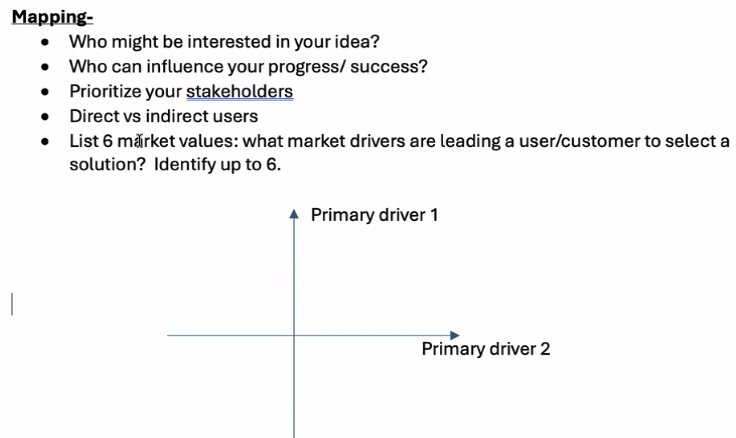 Mapping-
• Who might be interested in your idea?
• Who can influence your progress/ success?
• Prioritize your stakeholders
• Direct vs indirect users
• List 6 market values: what market drivers are leading a user/customer to select a
solution?  Identify up to 6.
Primary driver 1
Primary driver 2